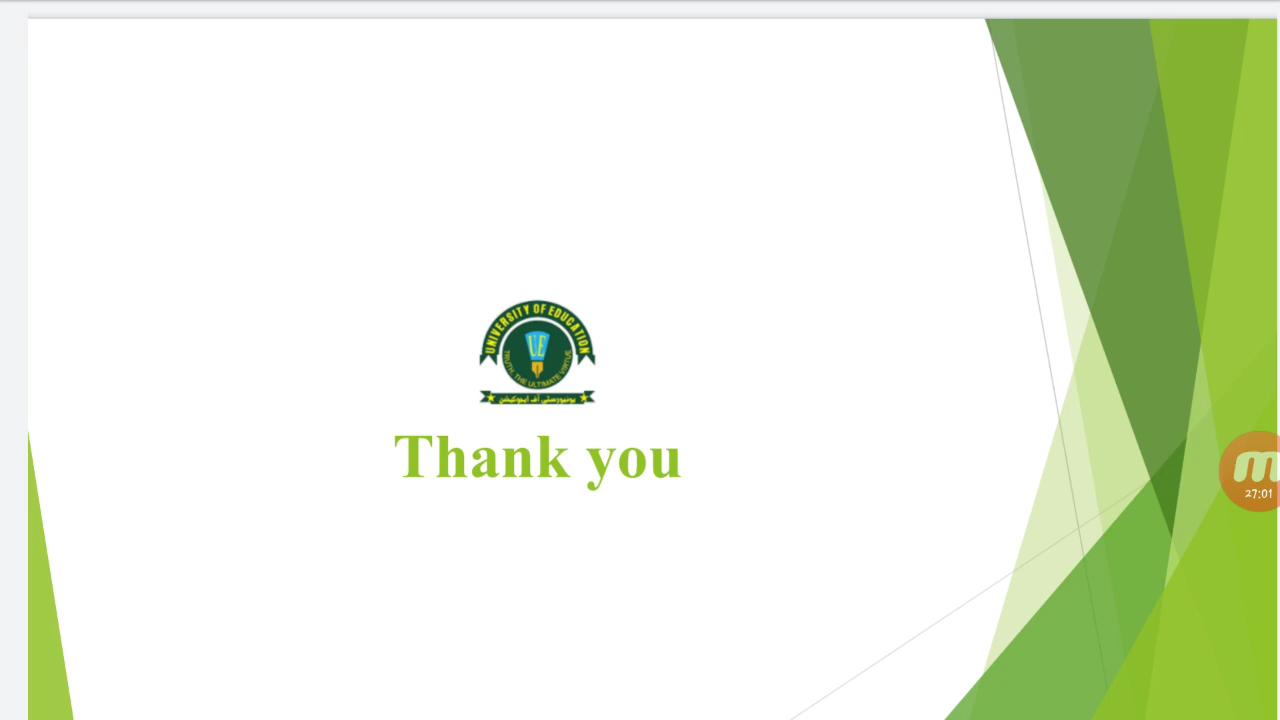 UNIVERSITY OF EDUCATION
UE
TRUTH, THE ULTIMATE VIRTUE
یونیورسٹی آف ایجوکیشن
Thank you
m
27:01